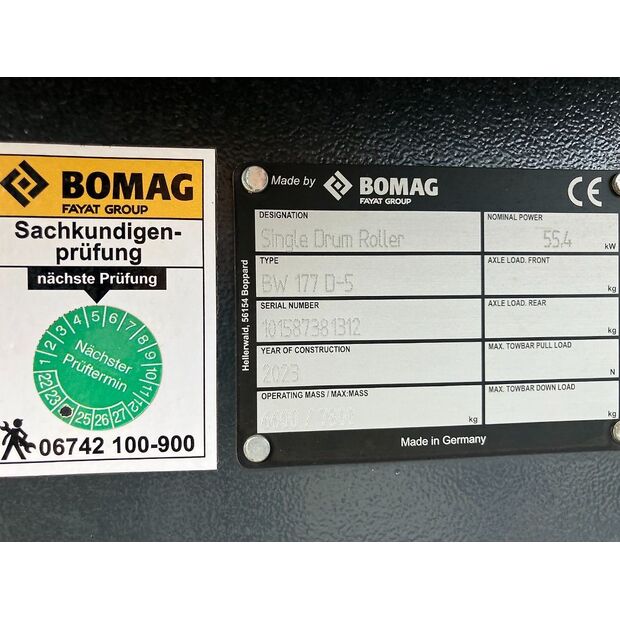 BOMAG
FAYAT GROUP
Sachkundigen-
prüfung
nächste Prüfung
1 2 3 4 5 6 7 8 9 10 11 12
Nächster
Prüftermin
22 23 25 26 27
06742 100-900
Made by BOMAG
FAYAT GROUP
CE
Hellerwald, 56154 Boppard
DESIGNATION
Single Drum Roller
NOMINAL POWER
55,4 kW
TYPE
BW 177 D-5
AXLE LOAD. FRONT
kg
SERIAL NUMBER
101587381312
AXLE LOAD. REAR
kg
YEAR OF CONSTRUCTION
2023
MAX. TOWBAR PULL LOAD
N
OPERATING MASS / MAX:MASS
kg
MAX. TOWBAR DOWN LOAD
kg
Made in Germany